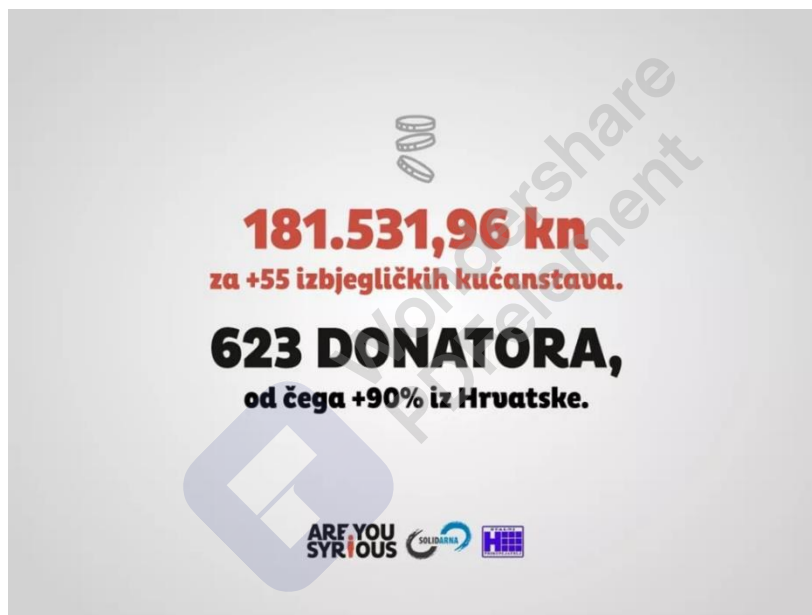 181.531,96 kn
za +55 izbjegličkih kućanstava.
623 DONATORA,
od čega +90% iz Hrvatske.
ARE YOU
SYRIOUS
SOLIDARNA
Wondershare
PDFelement